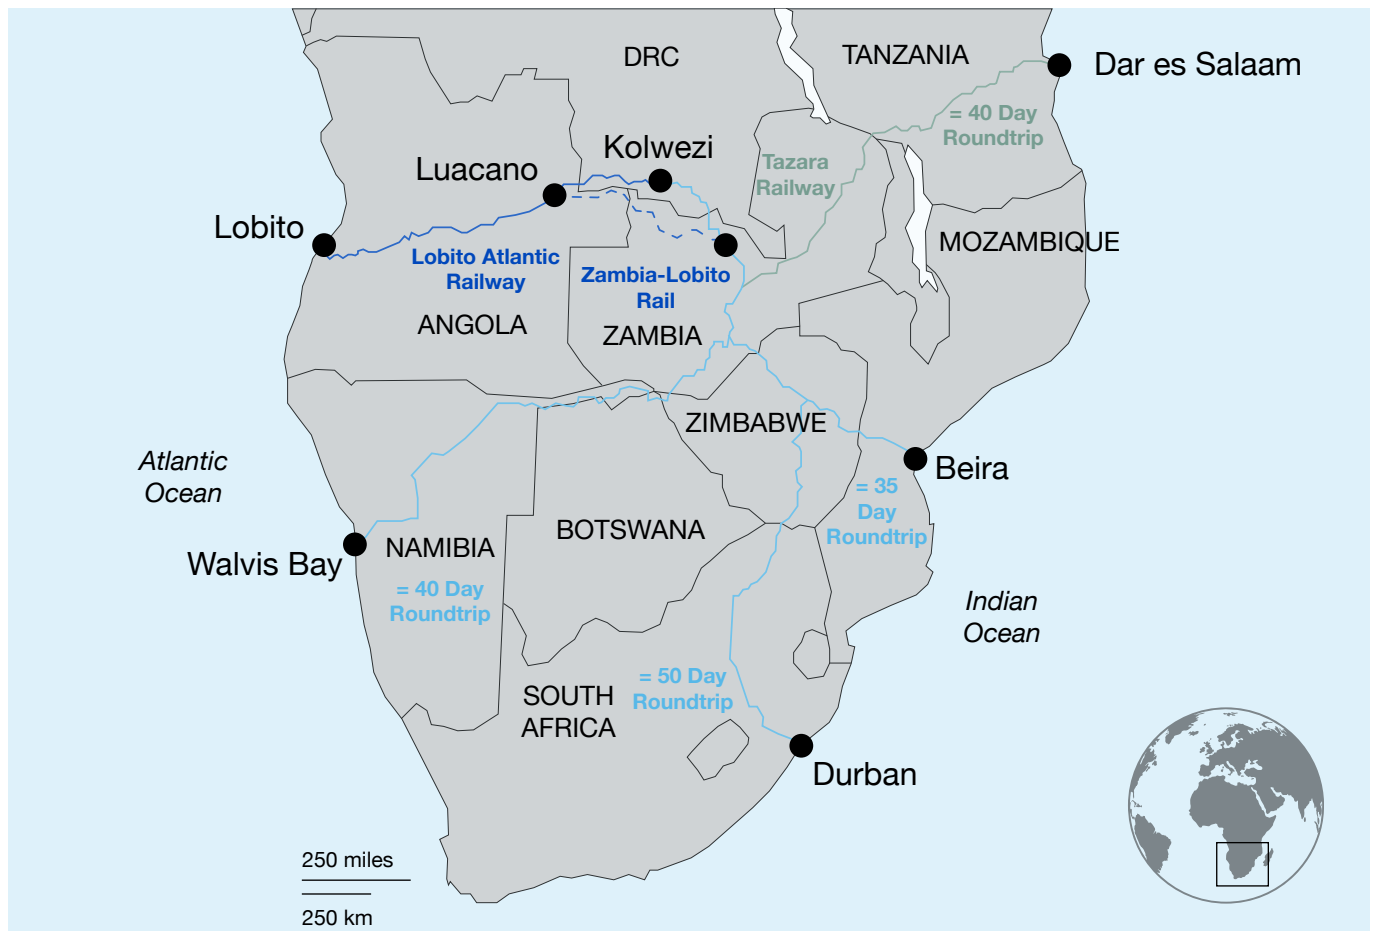 DRC
TANZANIA
Dar es Salaam
= 40 Day
Roundtrip
Kolwezi
Tazara
Railway
Luacano
Lobito
MOZAMBIQUE
Lobito Atlantic
Railway
Zambia-Lobito
Rail
ANGOLA
ZAMBIA
ZIMBABWE
Atlantic
Ocean
Beira
= 35
Day
Roundtrip
BOTSWANA
NAMIBIA
Walvis Bay
= 40 Day
Roundtrip
Indian
Ocean
= 50 Day
Roundtrip
SOUTH
AFRICA
Durban
250 miles
250 km